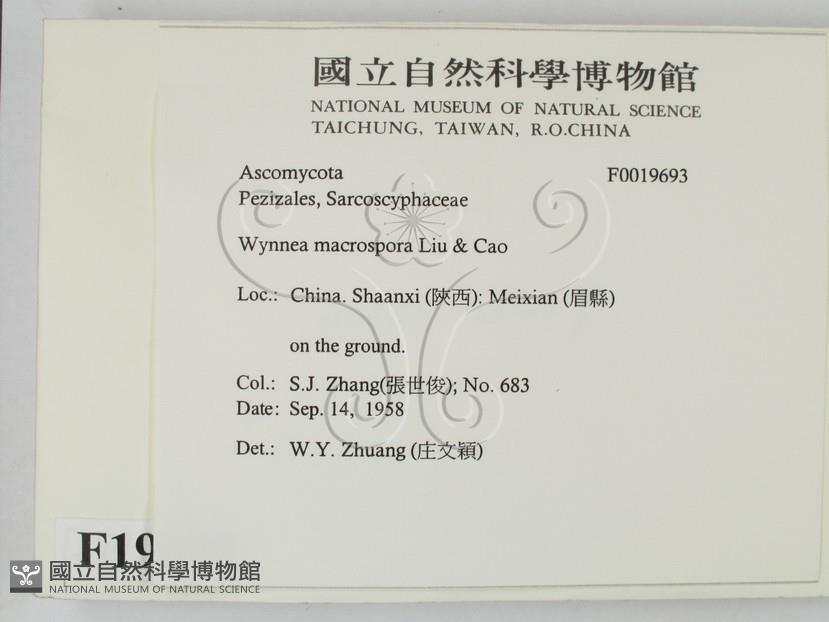 國立自然科學博物館
NATIONAL MUSEUM OF NATURAL SCIENCE
TAICHUNG, TAIWAN, R.O.CHINA
Ascomycota F0019693
Pezizales, Sarcoscyphaceae
Wynnea macrospora Liu & Cao
Loc.: China. Shaanxi (陝西): Meixian (眉縣)
on the ground.
Col.: S.J. Zhang(張世俊); No. 683
Date: Sep. 14, 1958
Det.: W.Y. Zhuang (庄文穎)
F19
國立自然科學博物館
NATIONAL MUSEUM OF NATURAL SCIENCE